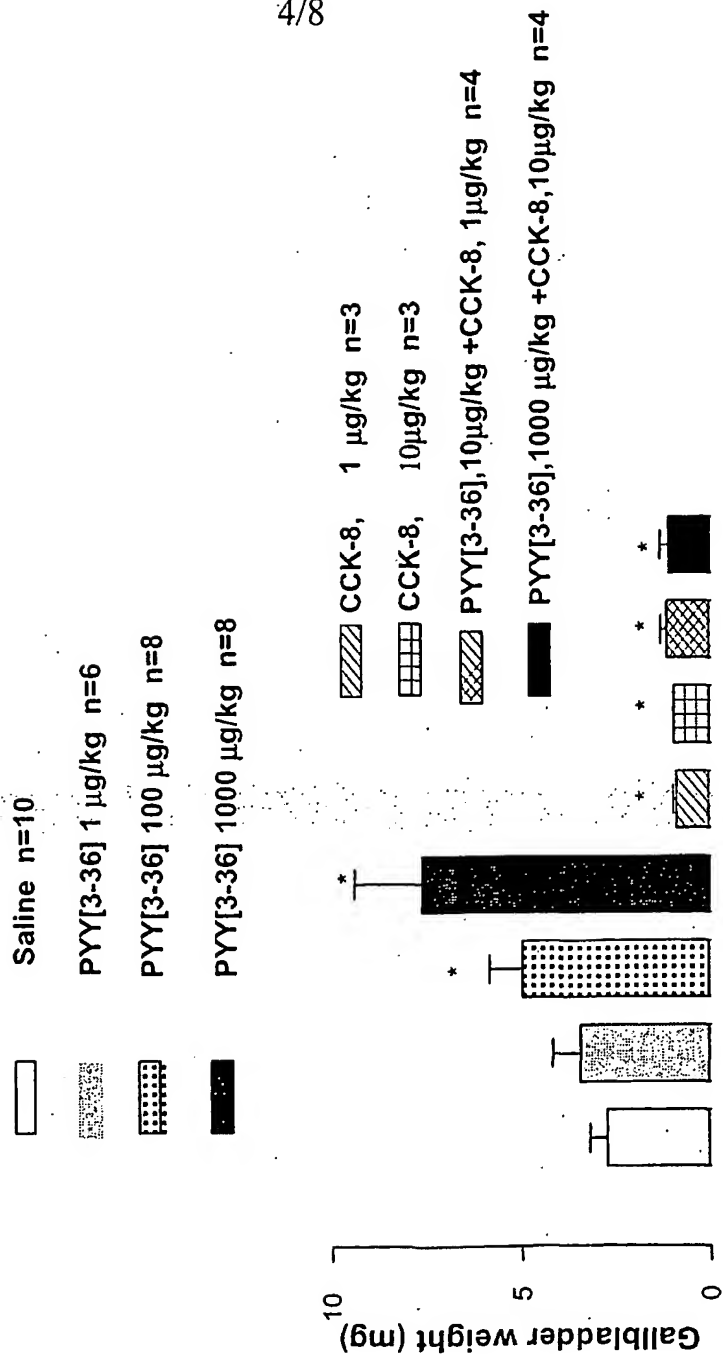 4/8
Saline n=10
PYY[3-36] 1 µg/kg n=6
PYY[3-36] 100 µg/kg n=8
PYY[3-36] 1000 µg/kg n=8
CCK-8, 1 µg/kg n=3
CCK-8, 10µg/kg n=3
PYY[3-36],10µg/kg +CCK-8, 1µg/kg n=4
PYY[3-36],1000 µg/kg +CCK-8,10µg/kg n=4
Gallbladder weight (mg)
10
5
0
* * * * * *